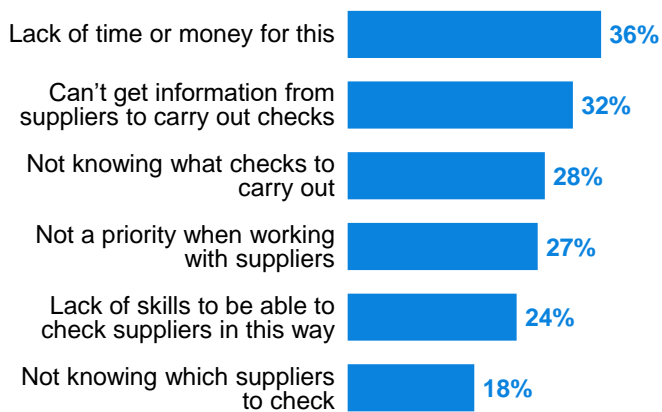 Lack of time or money for this
36%
Can’t get information from
suppliers to carry out checks
32%
Not knowing what checks to
carry out
28%
Not a priority when working
with suppliers
27%
Lack of skills to be able to
check suppliers in this way
24%
Not knowing which suppliers
to check
18%